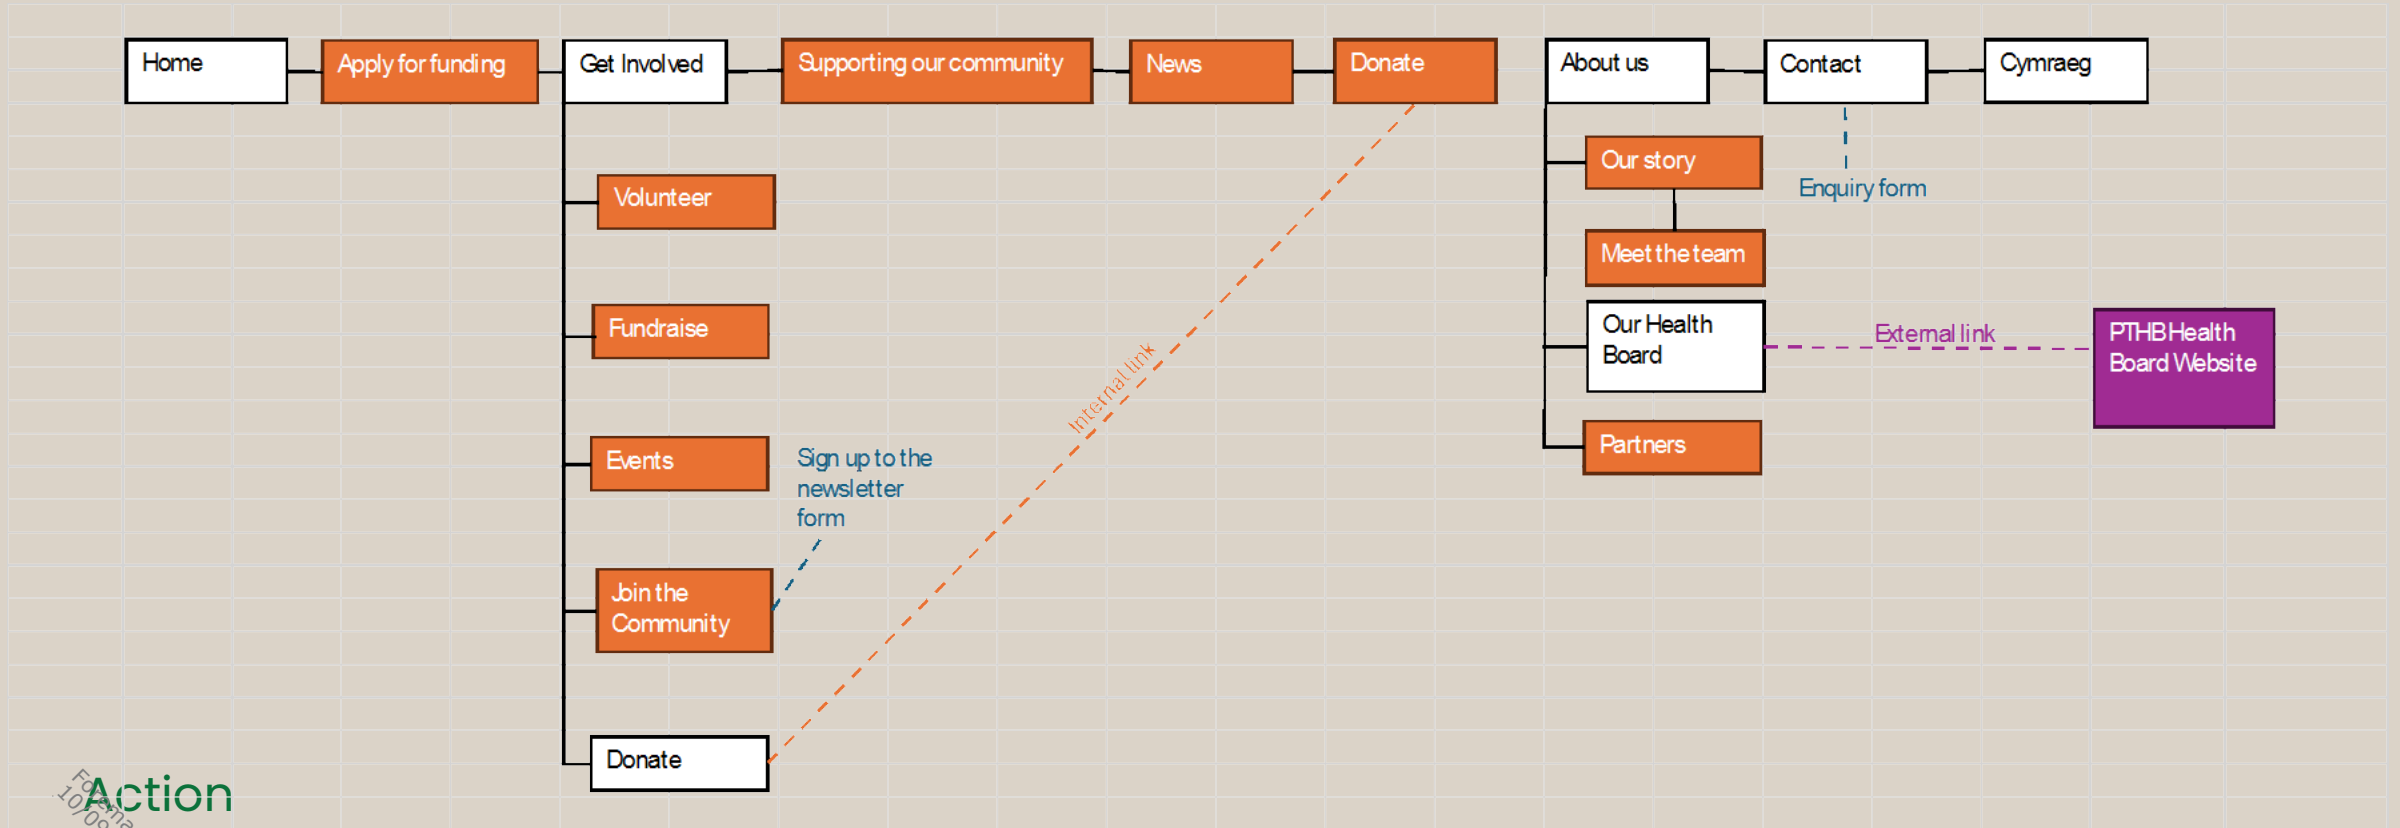 Home
Apply for funding
Get Involved
Supporting our community
News
Donate
About us
Contact
Cymraeg
Our story
Enquiry form
Volunteer
Meet the team
Fundraise
Our Health
Board
External link
PTHB Health
Board Website
Internal link
Events
Sign up to the
newsletter
form
Partners
Join the
Community
Donate
Action